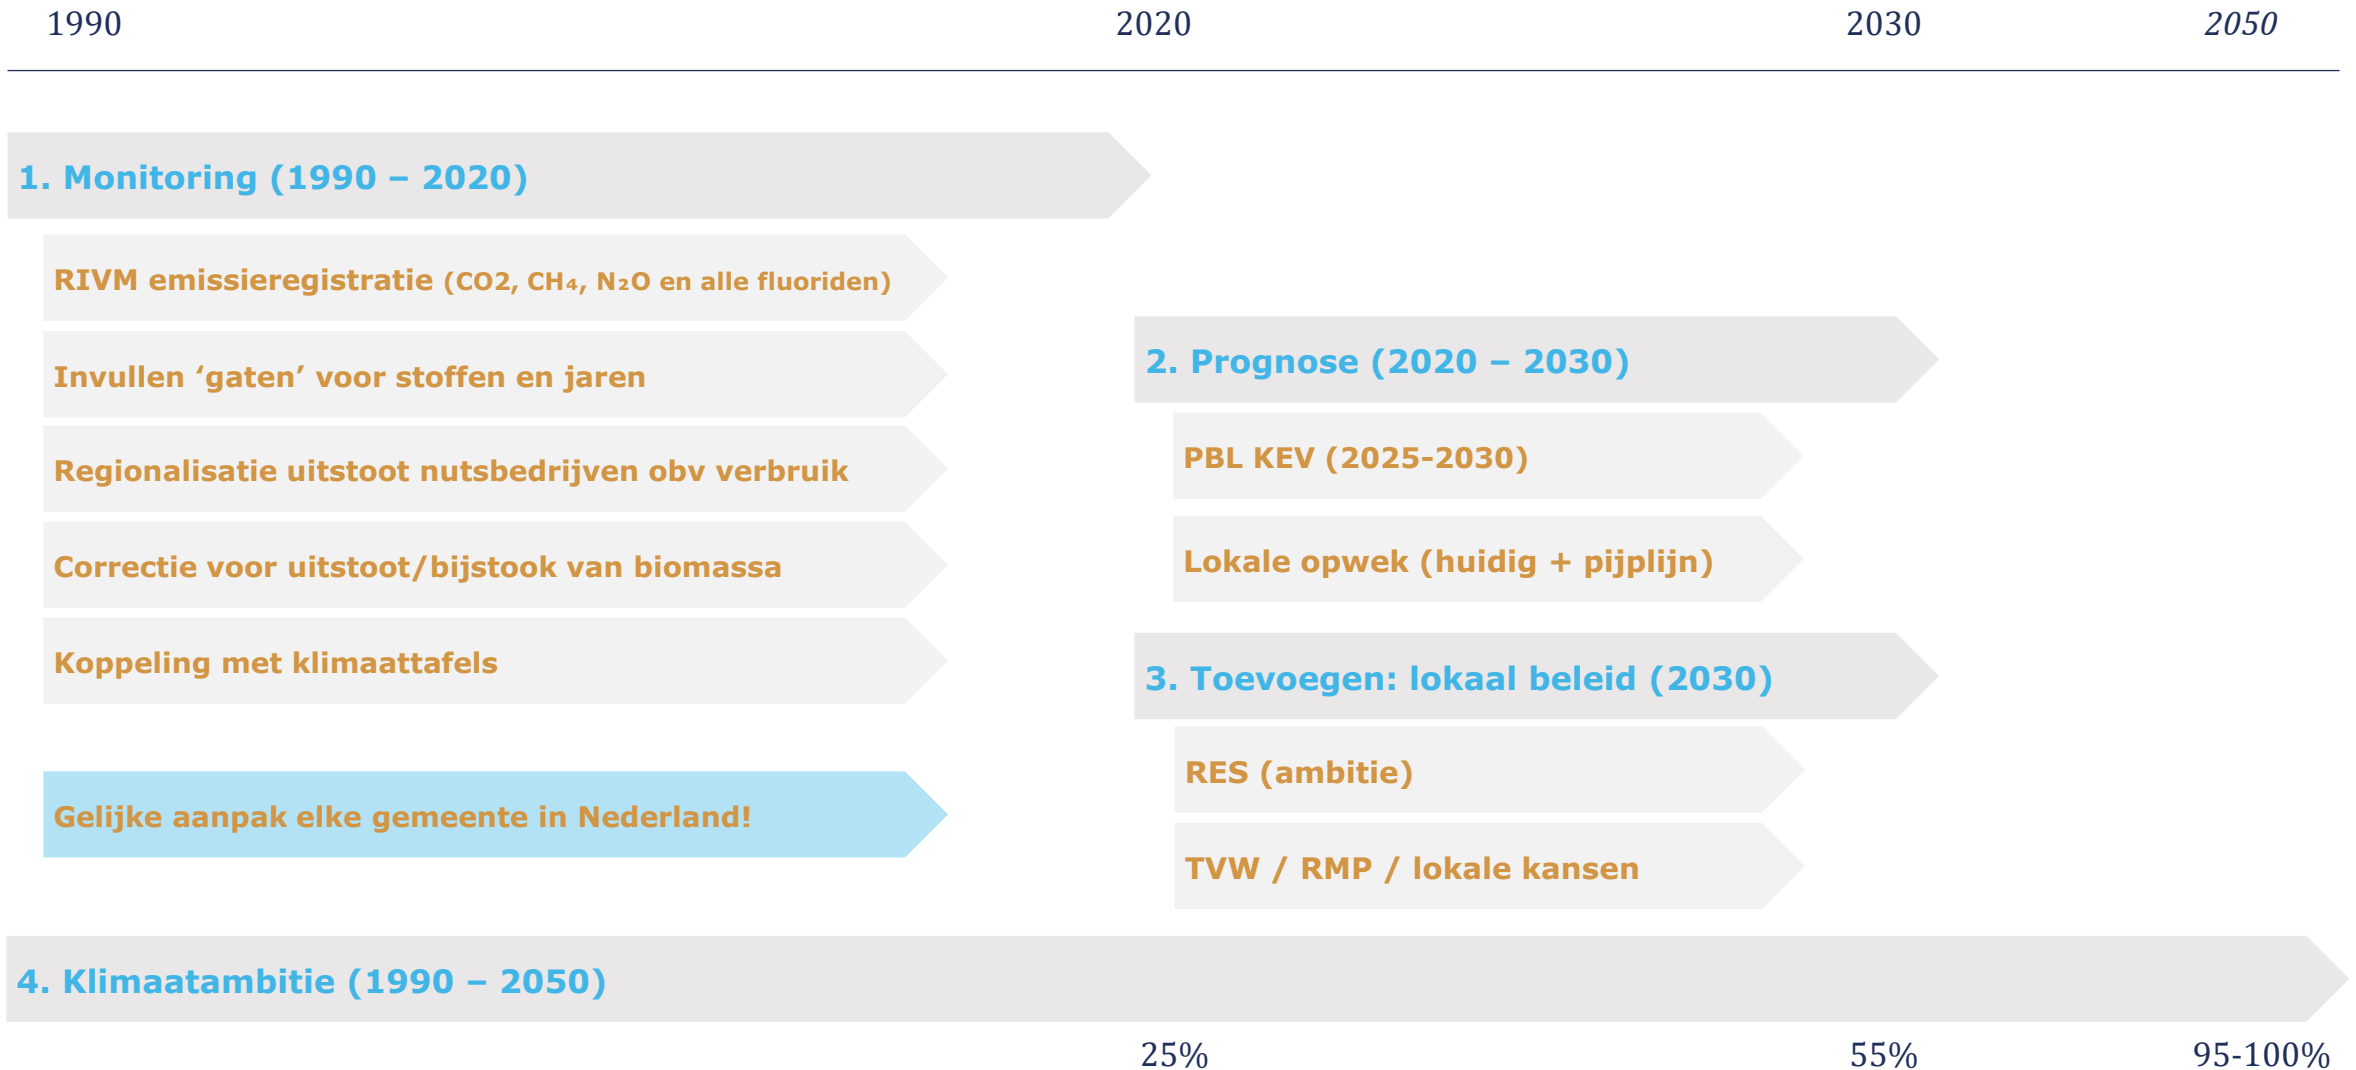 1990 2020 2030 2050
1. Monitoring (1990 – 2020)
RIVM emissieregistratie (CO2, CH₄, N₂O en alle fluoriden)
Invullen ‘gaten’ voor stoffen en jaren
Regionalisatie uitstoot nutsbedrijven obv verbruik
Correctie voor uitstoot/bijstook van biomassa
Koppeling met klimaattafels
Gelijke aanpak elke gemeente in Nederland!
2. Prognose (2020 – 2030)
PBL KEV (2025-2030)
Lokale opwek (huidig + pijplijn)
3. Toevoegen: lokaal beleid (2030)
RES (ambitie)
TVW / RMP / lokale kansen
4. Klimaatambitie (1990 – 2050)
25% 55% 95-100%